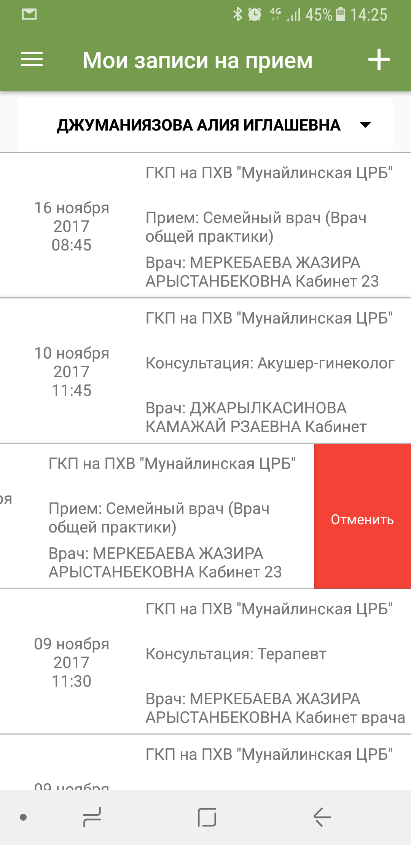 4G 45% 14:25
Мои записи на прием
ДЖУМАНИЯЗОВА АЛИЯ ИГЛАШЕВНА
ГКП на ПХВ "Мунайлинская ЦРБ"
16 ноября
2017
08:45
Прием: Семейный врач (Врач
общей практики)
Врач: МЕРКЕБАЕВА ЖАЗИРА
АРЫСТАНБЕКОВНА Кабинет 23
ГКП на ПХВ "Мунайлинская ЦРБ"
10 ноября
2017
11:45
Консультация: Акушер-гинеколог
Врач: ДЖАРЫЛКАСИНОВА
КАМАЖАЙ РЗАЕВНА Кабинет
ГКП на ПХВ "Мунайлинская ЦРБ"
ря
Прием: Семейный врач (Врач
общей практики)
Врач: МЕРКЕБАЕВА ЖАЗИРА
АРЫСТАНБЕКОВНА Кабинет 23
Отменить
ГКП на ПХВ "Мунайлинская ЦРБ"
09 ноября
2017
11:30
Консультация: Терапевт
Врач: МЕРКЕБАЕВА ЖАЗИРА
АРЫСТАНБЕКОВНА Кабинет врача
ГКП на ПХВ "Мунайлинская ЦРБ"
09 ноября